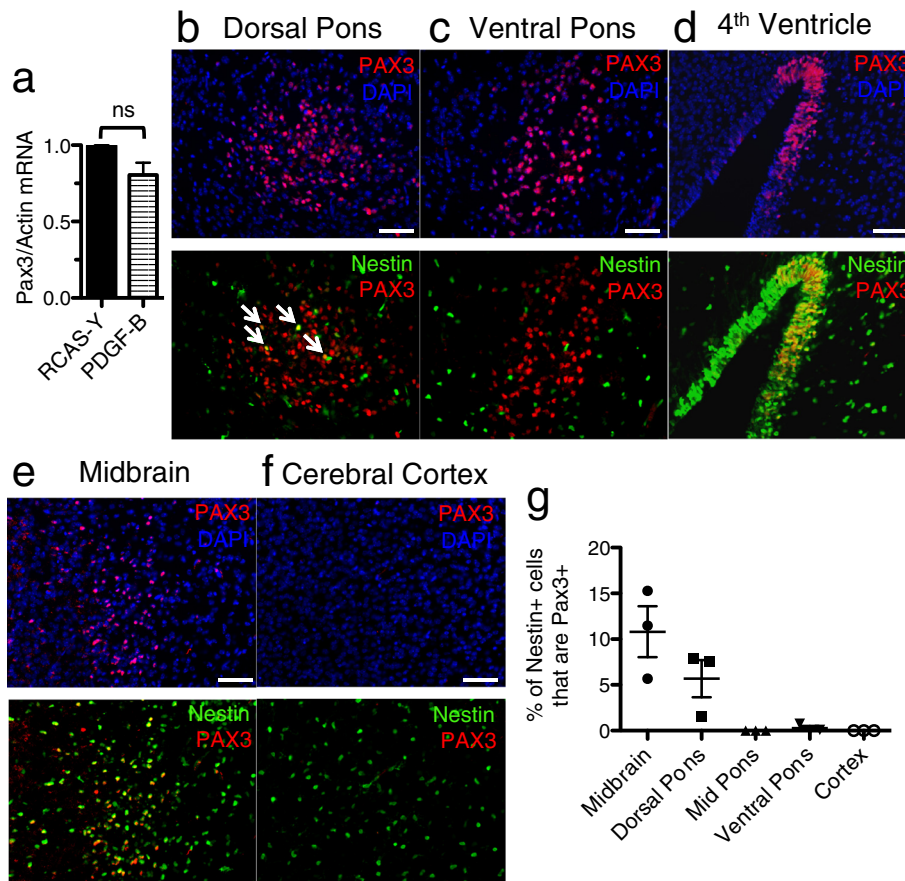 a
ns
Pax3/Actin mRNA
1.0
0.5
0.0
RCAS-Y
PDGF-B
b Dorsal Pons
PAX3
DAPI
Nestin
PAX3
c Ventral Pons
PAX3
DAPI
Nestin
PAX3
d 4th Ventricle
PAX3
DAPI
Nestin
PAX3
e Midbrain
PAX3
DAPI
Nestin
PAX3
f Cerebral Cortex
PAX3
DAPI
Nestin
PAX3
g
% of Nestin+ cells
that are Pax3+
20
15
10
5
0
Midbrain
Dorsal Pons
Mid Pons
Ventral Pons
Cortex